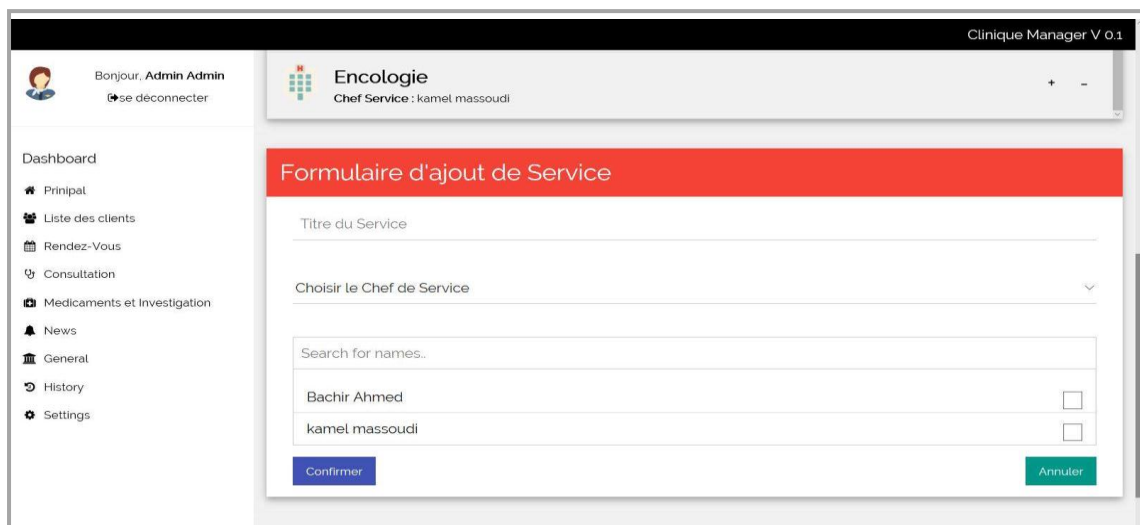 Clinique Manager V 0.1
Bonjour, Admin Admin
se déconnecter
Encologie
Chef Service : kamel massoudi
+ -
Dashboard
Prinipal
Liste des clients
Rendez-Vous
Consultation
Medicaments et Investigation
News
General
History
Settings
Formulaire d'ajout de Service
Titre du Service
Choisir le Chef de Service
Search for names..
Bachir Ahmed
kamel massoudi
Confirmer
Annuler